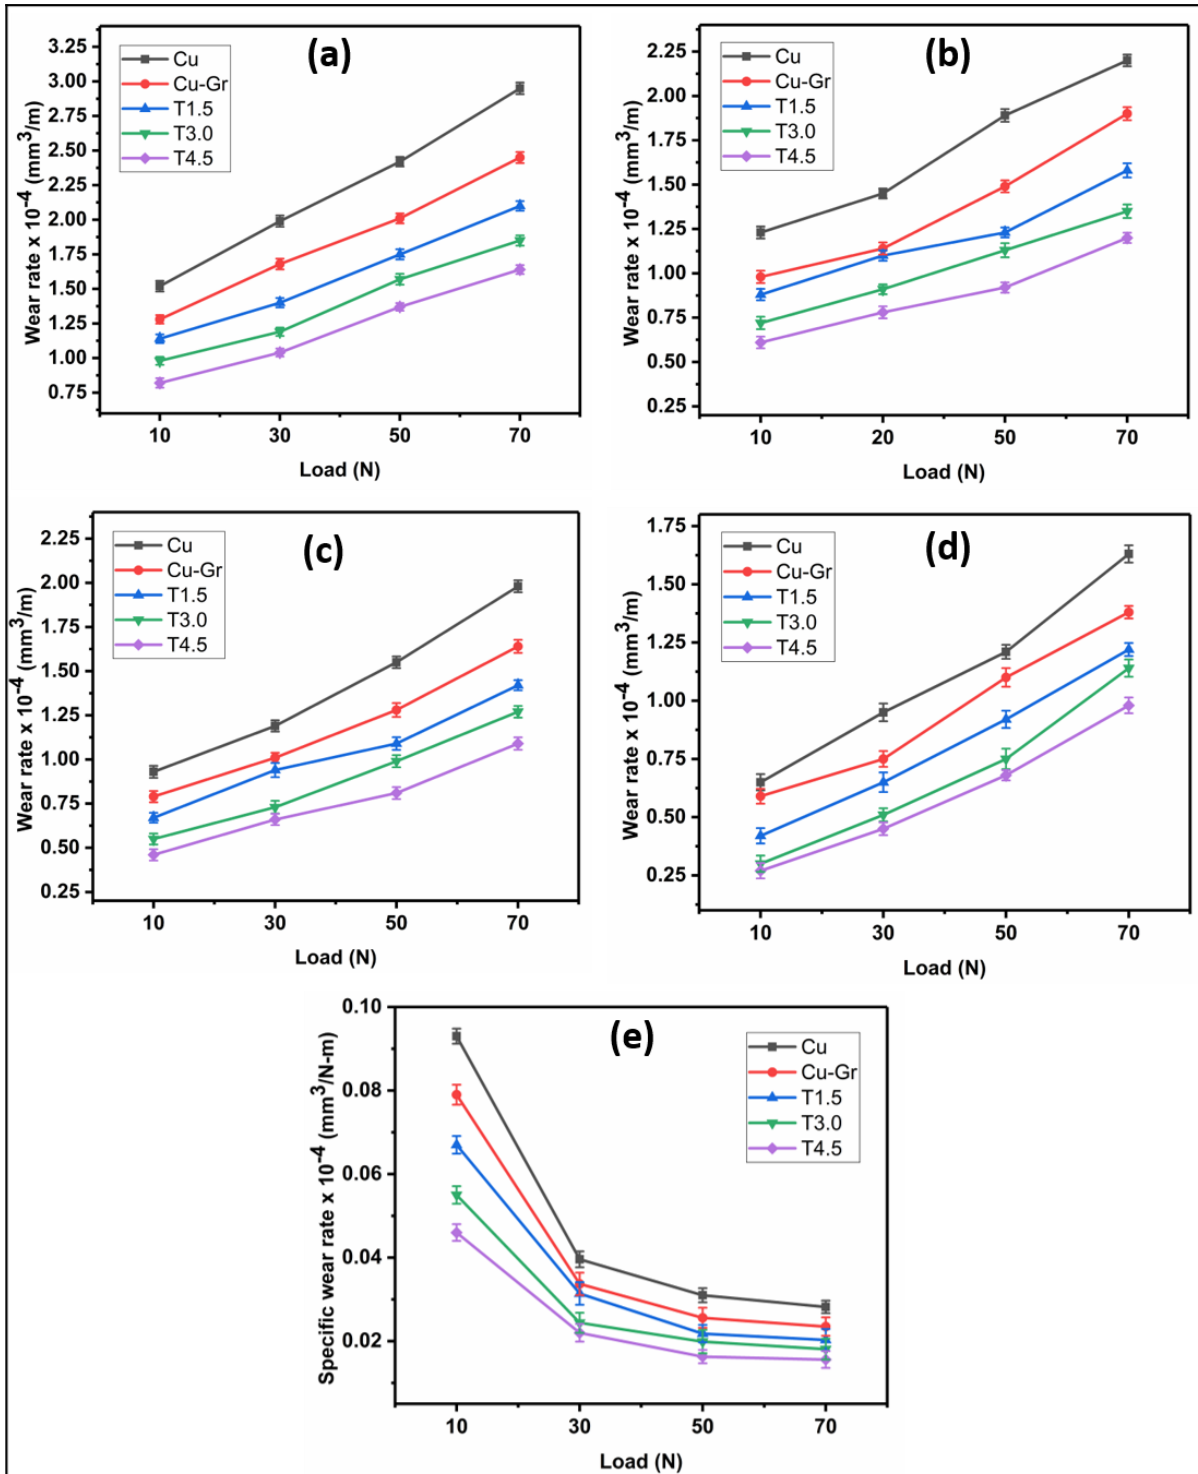 (a)
Cu
Cu-Gr
T1.5
T3.0
T4.5
Wear rate x 10⁻⁴ (mm³/m)
3.25
3.00
2.75
2.50
2.25
2.00
1.75
1.50
1.25
1.00
0.75
10 30 50 70
Load (N)
(b)
Cu
Cu-Gr
T1.5
T3.0
T4.5
Wear rate x 10⁻⁴ (mm³/m)
2.25
2.00
1.75
1.50
1.25
1.00
0.75
0.50
0.25
10 20 50 70
Load (N)
(c)
Cu
Cu-Gr
T1.5
T3.0
T4.5
Wear rate x 10⁻⁴ (mm³/m)
2.25
2.00
1.75
1.50
1.25
1.00
0.75
0.50
0.25
10 30 50 70
Load (N)
(d)
Cu
Cu-Gr
T1.5
T3.0
T4.5
Wear rate x 10⁻⁴ (mm³/m)
1.75
1.50
1.25
1.00
0.75
0.50
0.25
10 30 50 70
Load (N)
(e)
Cu
Cu-Gr
T1.5
T3.0
T4.5
Specific wear rate x 10⁻⁴ (mm³/N-m)
0.10
0.08
0.06
0.04
0.02
10 30 50 70
Load (N)